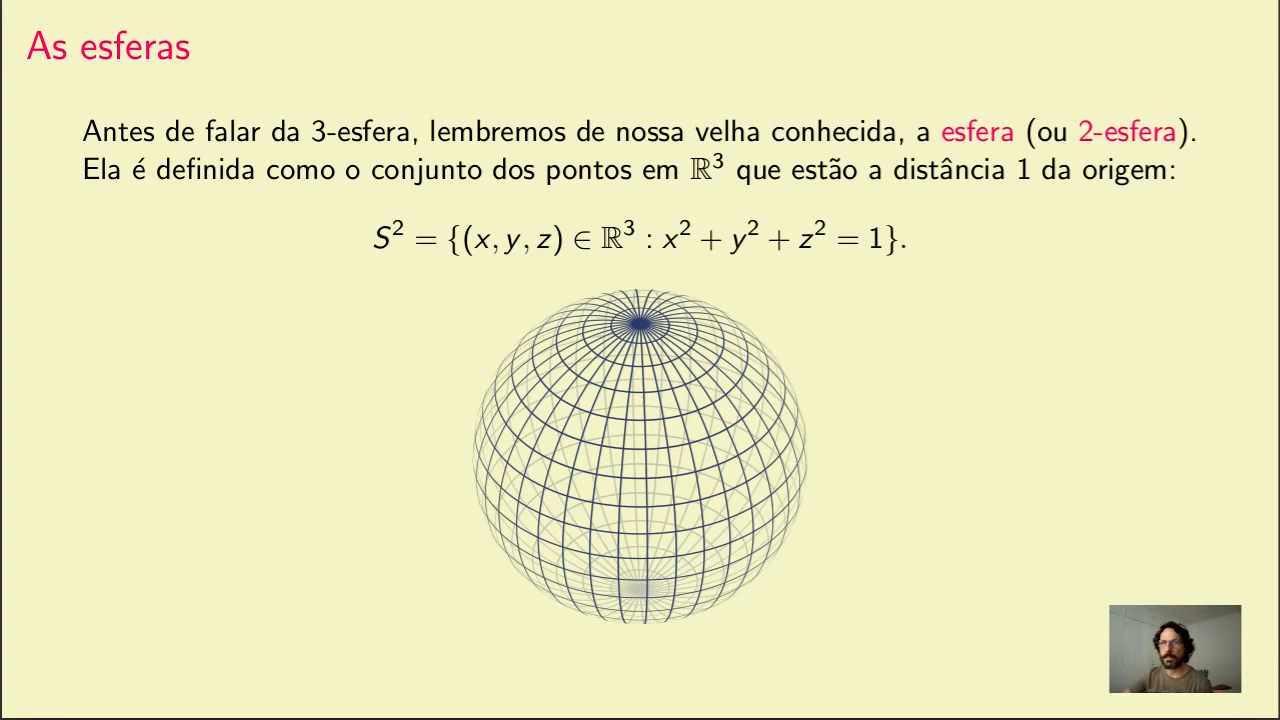 As esferas
Antes de falar da 3-esfera, lembremos de nossa velha conhecida, a esfera (ou 2-esfera).
Ela é definida como o conjunto dos pontos em ℝ³ que estão a distância 1 da origem:
S² = {(x, y, z) ∈ ℝ³ : x² + y² + z² = 1}.